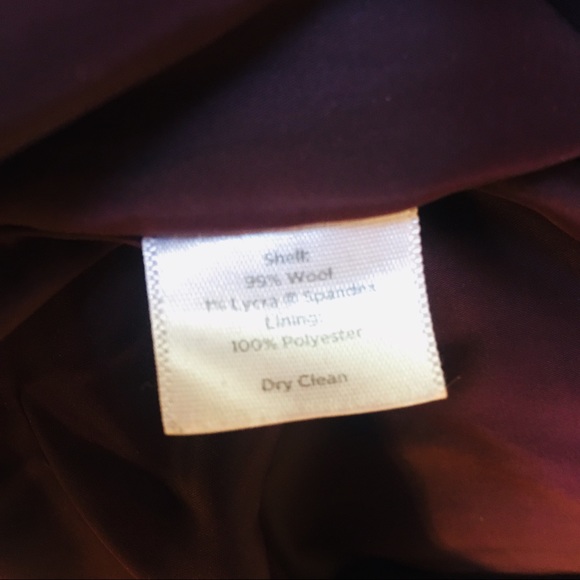 Shell:
99% Wool
1% Lycra ® Spandex
Lining:
100% Polyester
Dry Clean